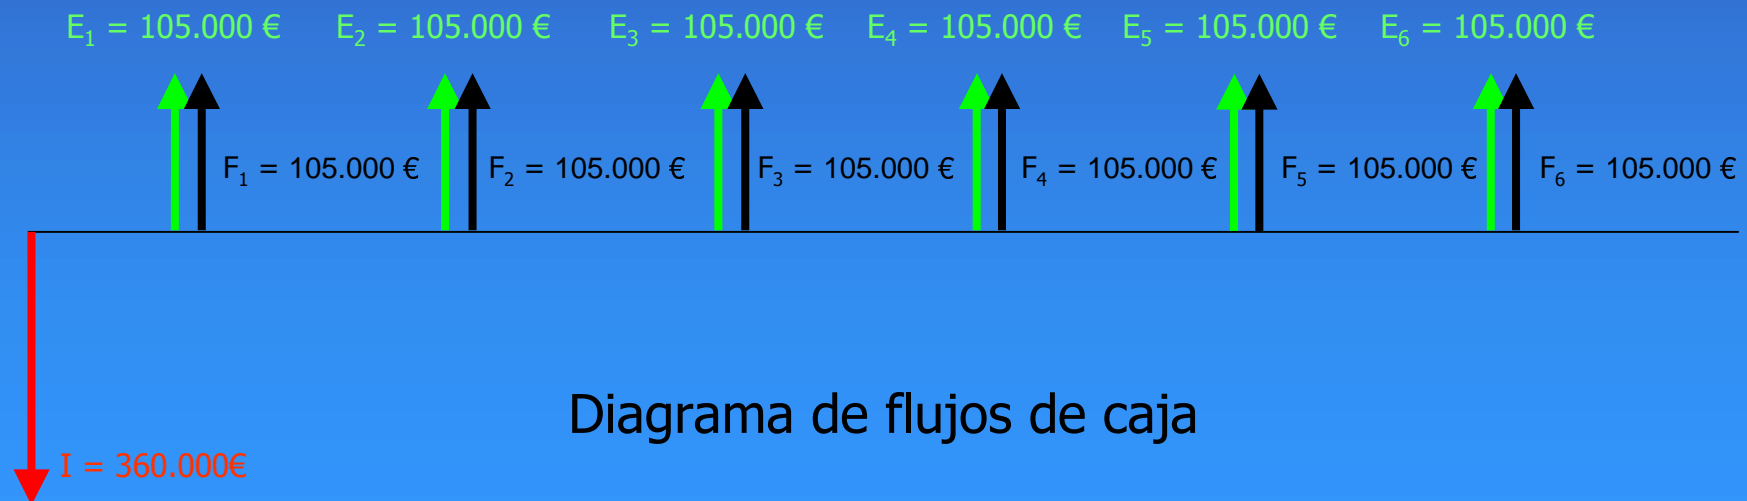 E₁ = 105.000 € E₂ = 105.000 € E₃ = 105.000 € E₄ = 105.000 € E₅ = 105.000 € E₆ = 105.000 €
F₁ = 105.000 € F₂ = 105.000 € F₃ = 105.000 € F₄ = 105.000 € F₅ = 105.000 € F₆ = 105.000 €
Diagrama de flujos de caja
I = 360.000€